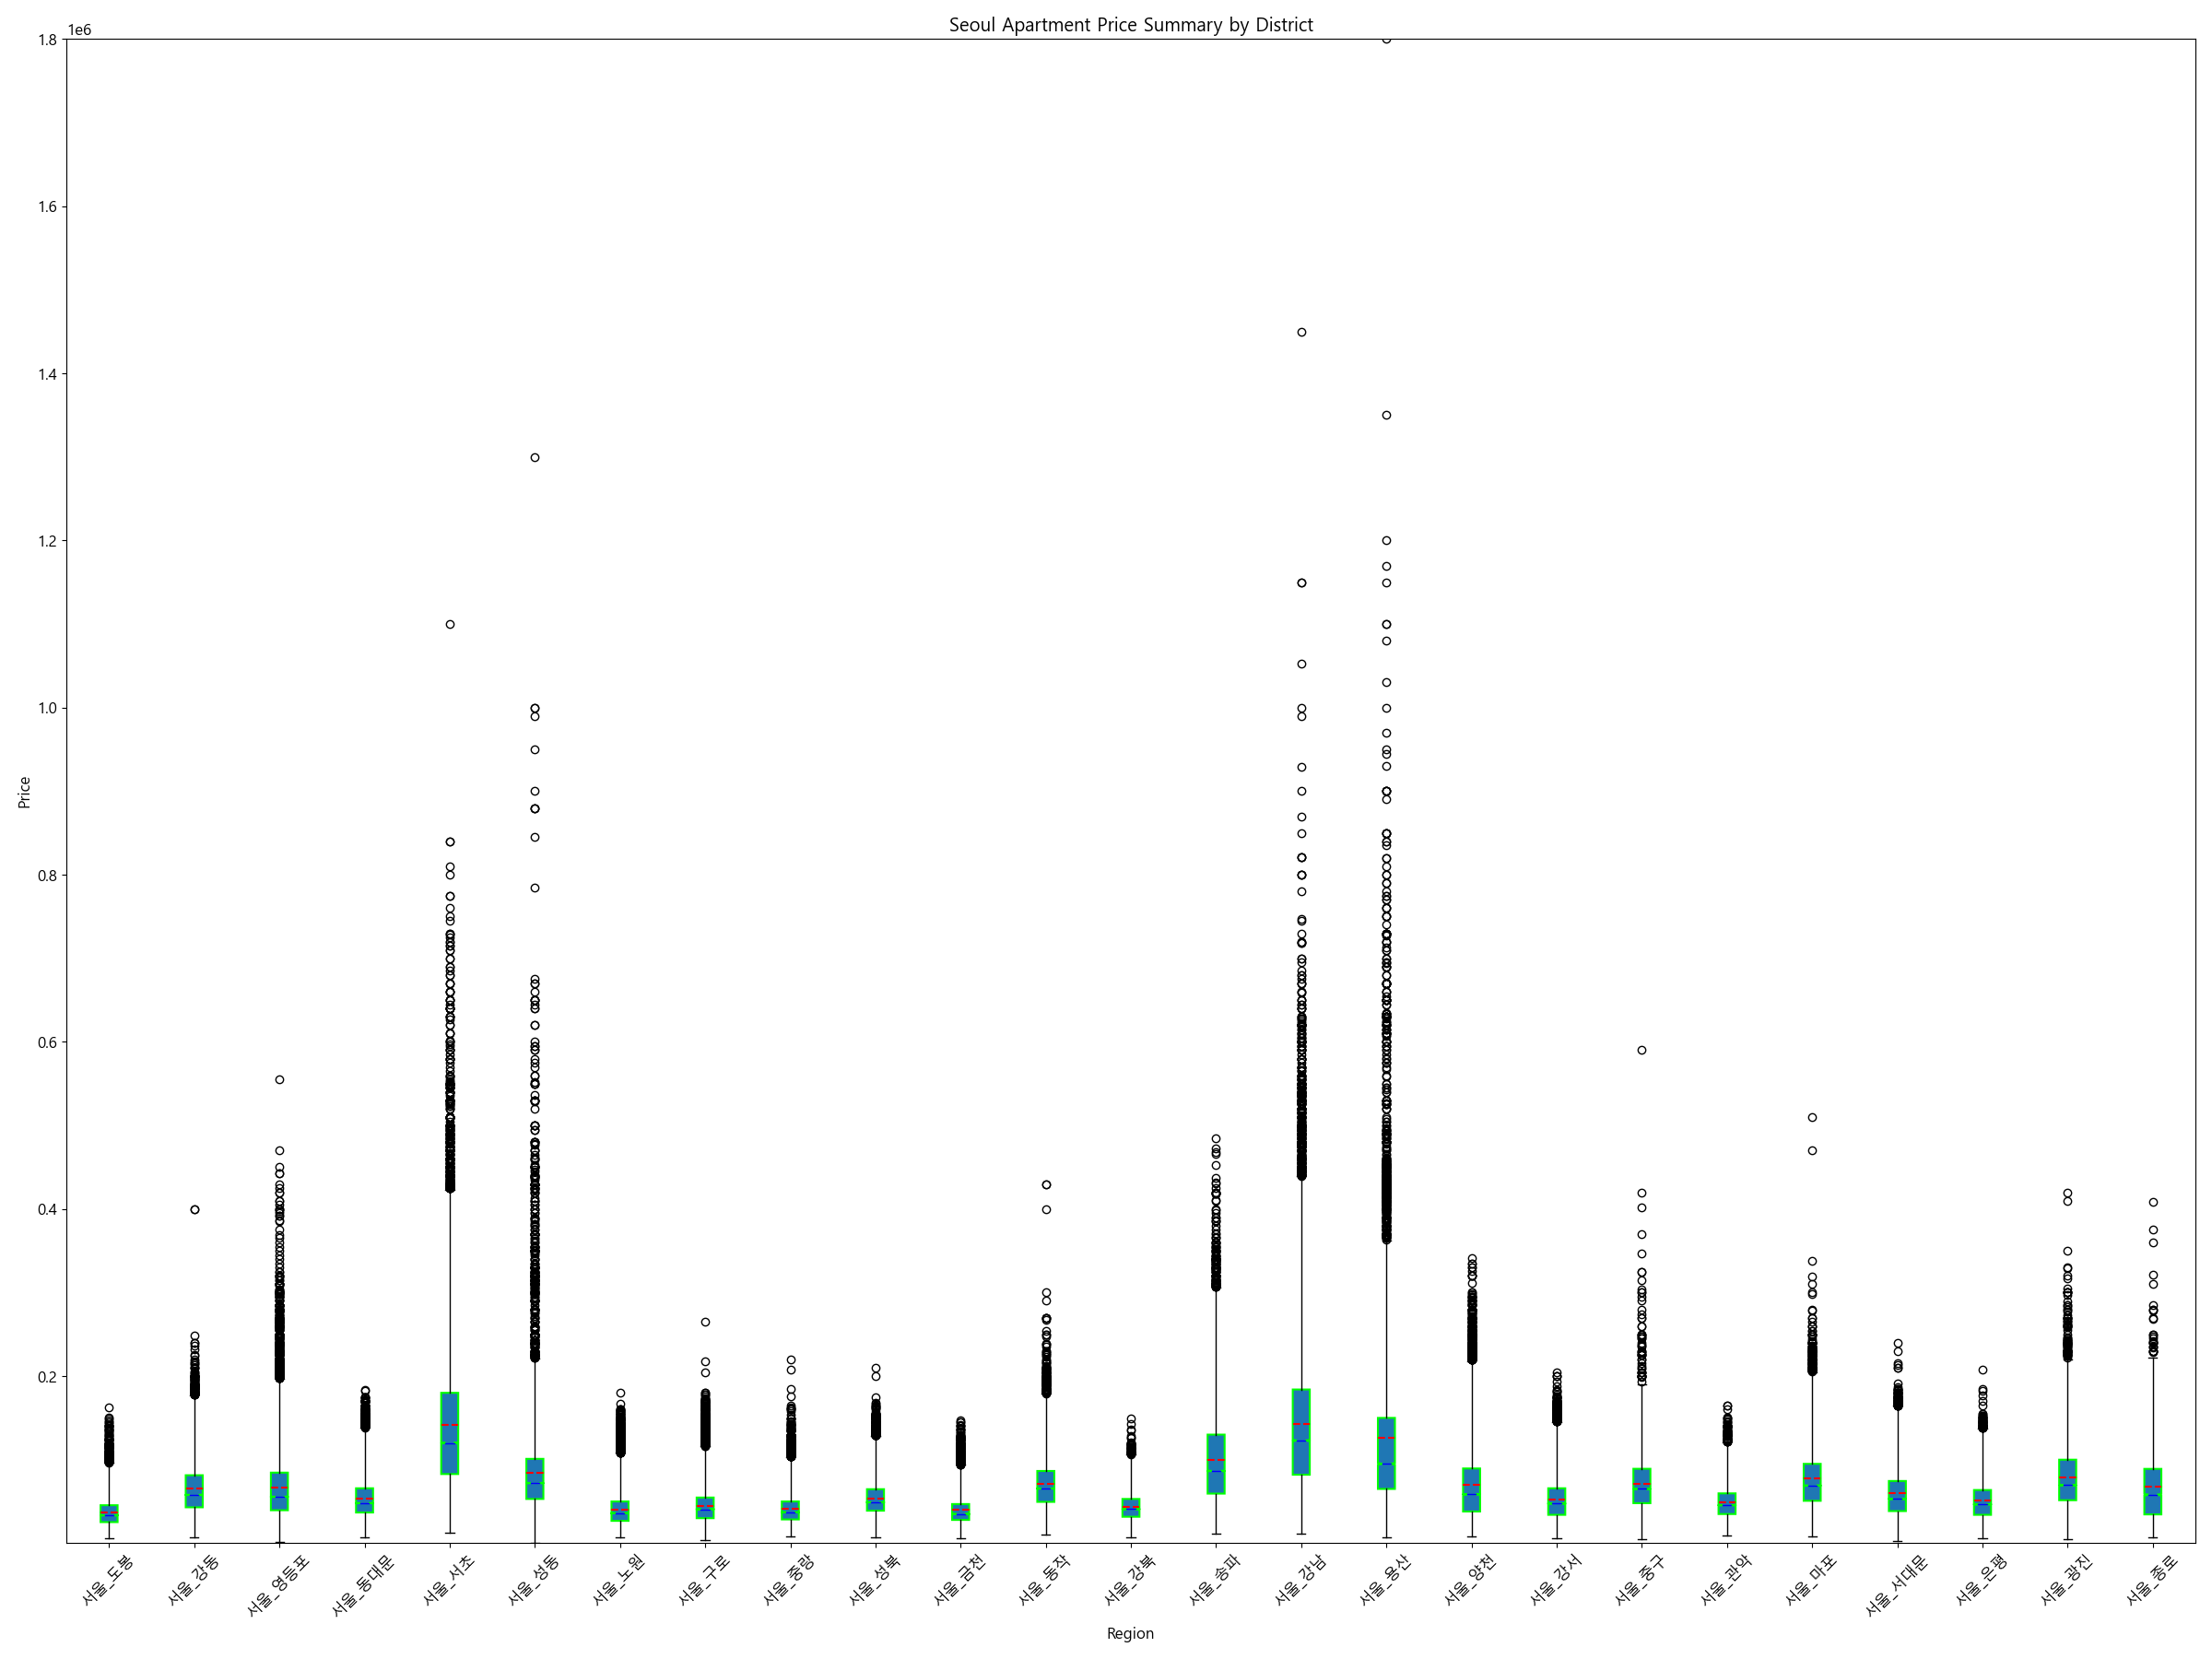 Seoul Apartment Price Summary by District
1e6
1.8
1.6
1.4
1.2
1.0
0.8
0.6
0.4
0.2
Price
서울_도봉
서울_강동
서울_영등포
서울_동대문
서울_서초
서울_성동
서울_노원
서울_구로
서울_중랑
서울_성북
서울_금천
서울_동작
서울_강북
서울_송파
서울_강남
서울_용산
서울_양천
서울_강서
서울_중구
서울_관악
서울_마포
서울_서대문
서울_은평
서울_광진
서울_종로
Region